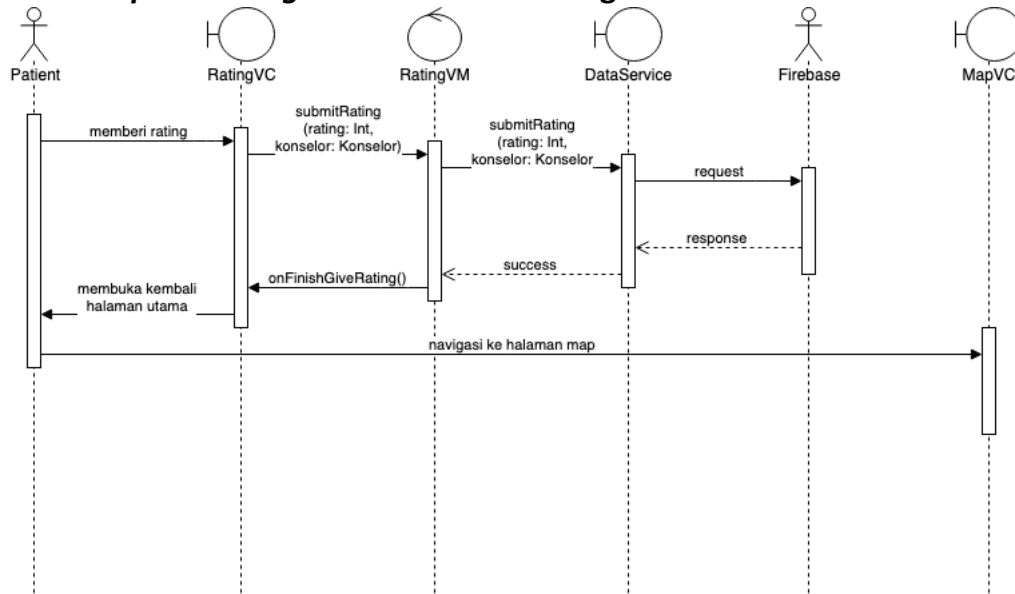 Patient
RatingVC
RatingVM
DataService
Firebase
MapVC
memberi rating
submitRating
(rating: Int,
konselor: Konselor)
submitRating
(rating: Int,
konselor: Konselor
request
response
success
onFinishGiveRating()
membuka kembali
halaman utama
navigasi ke halaman map